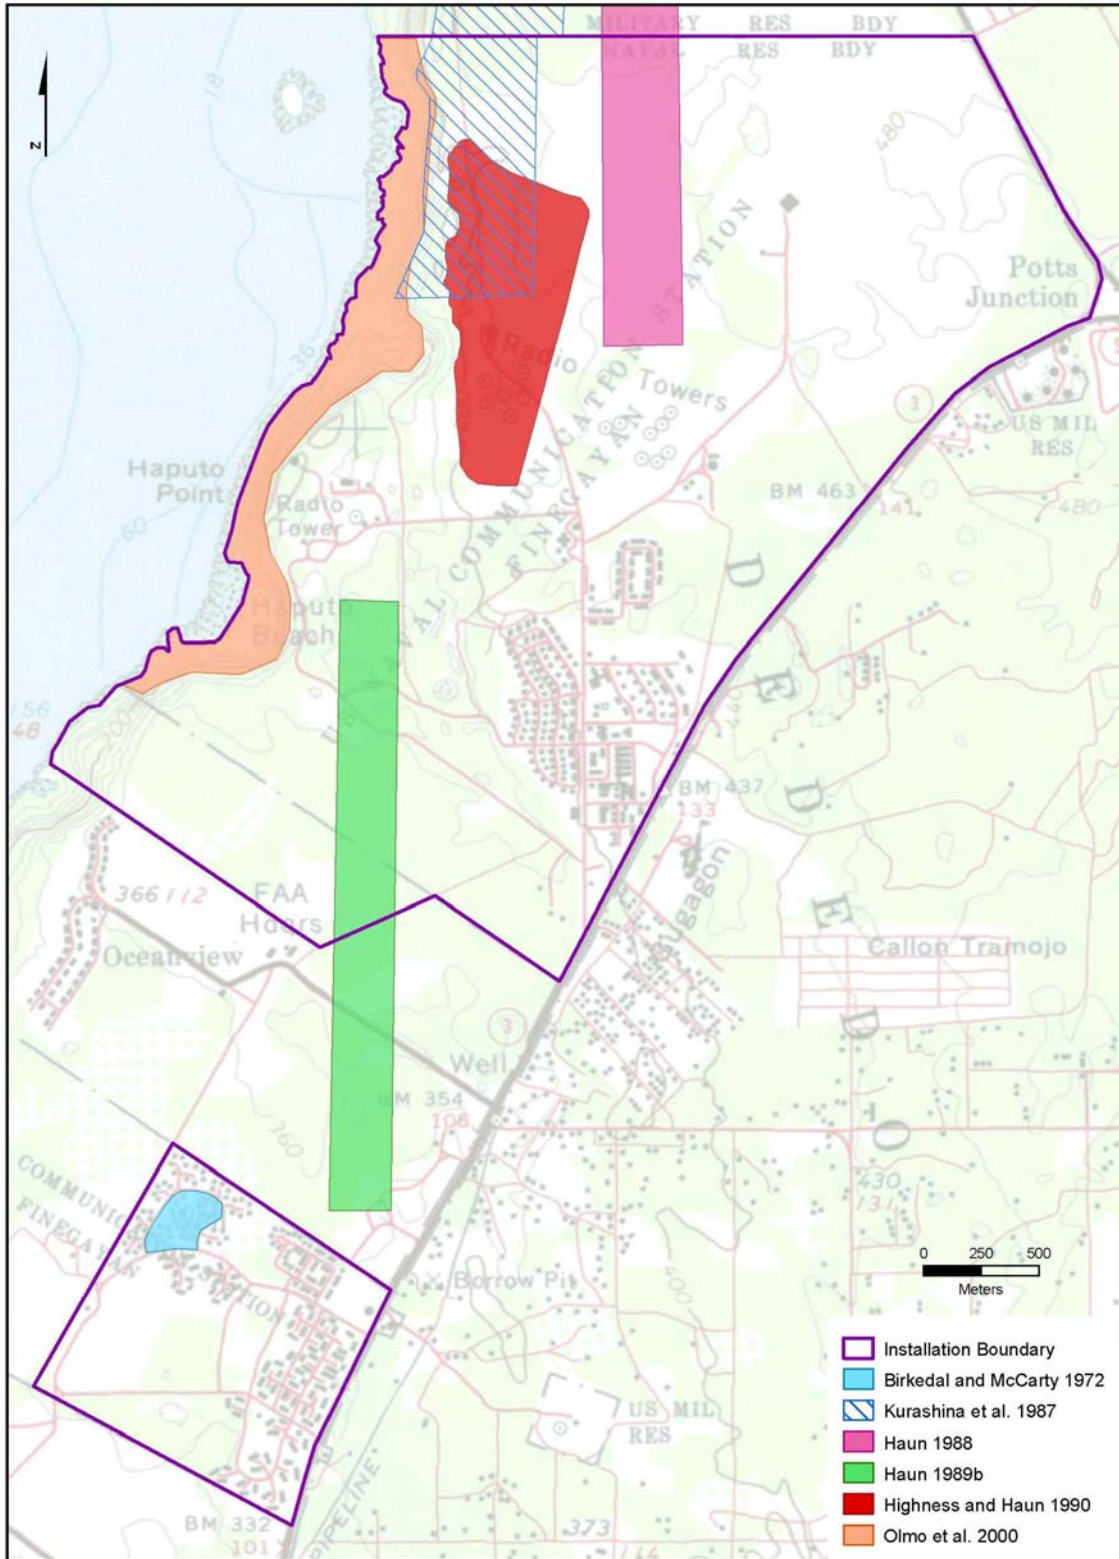 MILITARY RES BDY
NAVAL RES BDY
18
N
480
Potts
Junction
STATION
36
Radio
Towers
3
US MIL
RES
Haputo
Point
Radio
Tower
60
BM 463
141
480
COMMUNICATION
FINEGAYAN
NAVAL
U S
Haputo
Beach
200
48
BM 437
133
DEDEDO
366 112
FAA
Hdqrs
Oceanview
Callon Tramojo
3
Well
BM 354
108
360
430
131
COMMUNICATION
FINEGAYAN
STATION
Borrow Pit
400
0 250 500
Meters
US MIL
RES
PIPELINE
BM 332
101
373
Installation Boundary
Birkedal and McCarty 1972
Kurashina et al. 1987
Haun 1988
Haun 1989b
Highness and Haun 1990
Olmo et al. 2000